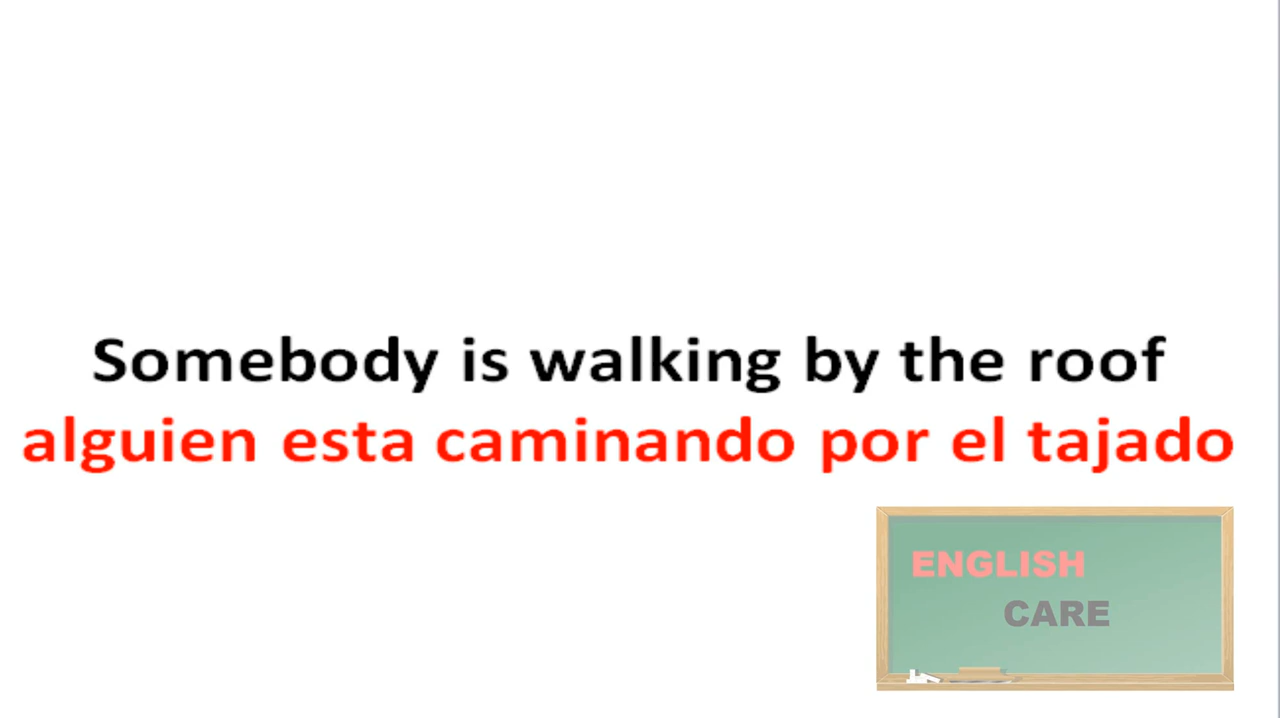 Somebody is walking by the roof
alguien esta caminando por el tajado
ENGLISH
CARE